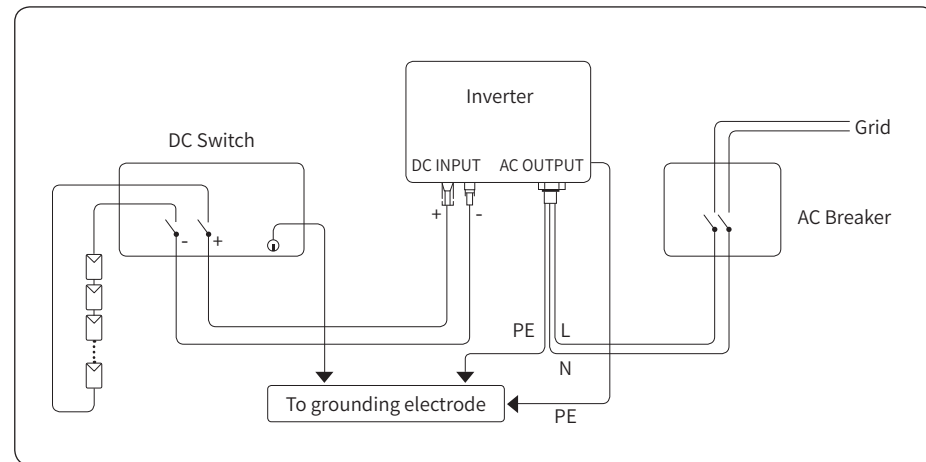 Inverter
DC INPUT
AC OUTPUT
+
-
DC Switch
-
+
Grid
AC Breaker
PE
L
N
PE
To grounding electrode